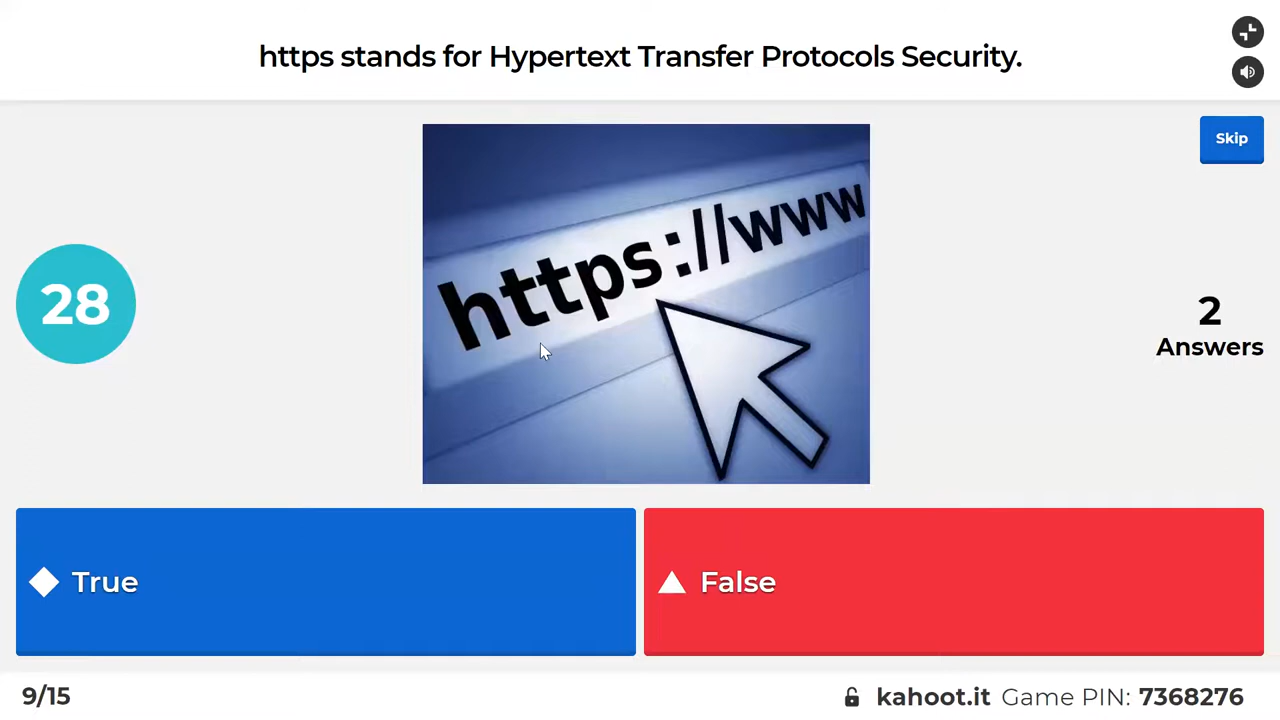 https stands for Hypertext Transfer Protocols Security.
Skip
https://www
28
2
Answers
True
False
9/15
kahoot.it Game PIN: 7368276